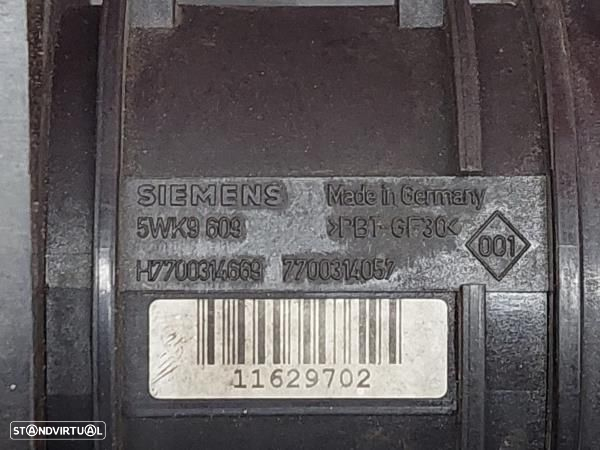 SIEMENS Made in Germany
5WK9 609 >PBT-GF30<
001
H7700314669 7700314057
11629702
STANDVIRTUAL